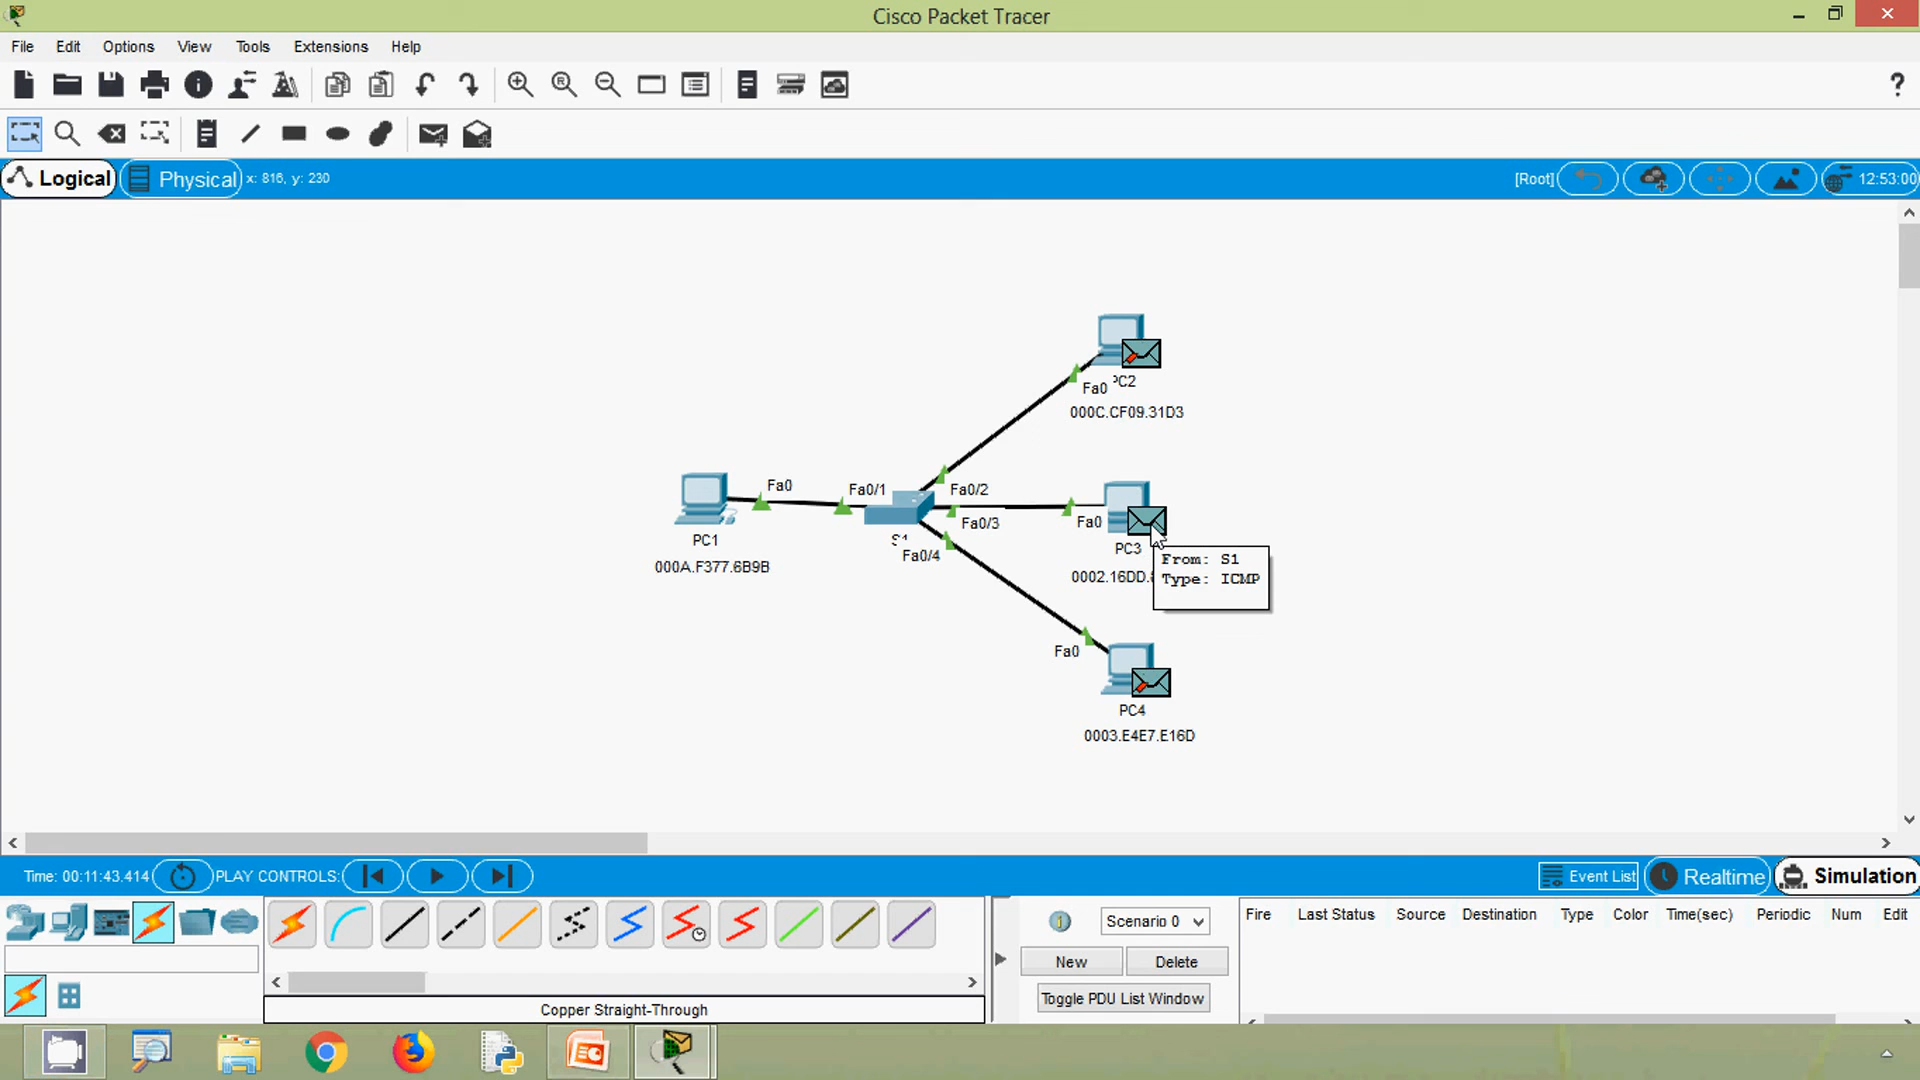 Cisco Packet Tracer
File Edit Options View Tools Extensions Help
Logical Physical x: 816, y: 230 [Root] 12:53:00
PC2
Fa0
000C.CF09.31D3
Fa0 Fa0/1 Fa0/2
Fa0/3 Fa0
PC1 S1 PC3
Fa0/4
000A.F377.6B9B 0002.16DD.
From: S1
Type: ICMP
Fa0
PC4
0003.E4E7.E16D
Time: 00:11:43.414 PLAY CONTROLS: Event List Realtime Simulation
Scenario 0 Fire Last Status Source Destination Type Color Time(sec) Periodic Num Edit
New Delete
Toggle PDU List Window
Copper Straight-Through